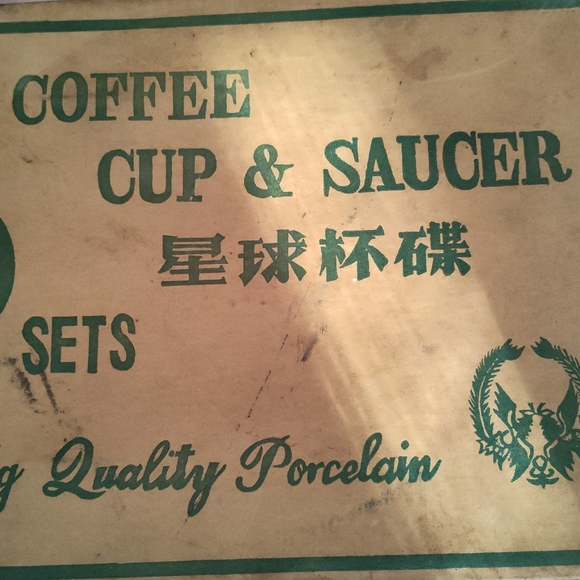 COFFEE
CUP & SAUCER
星球杯碟
SETS
g Quality Porcelain